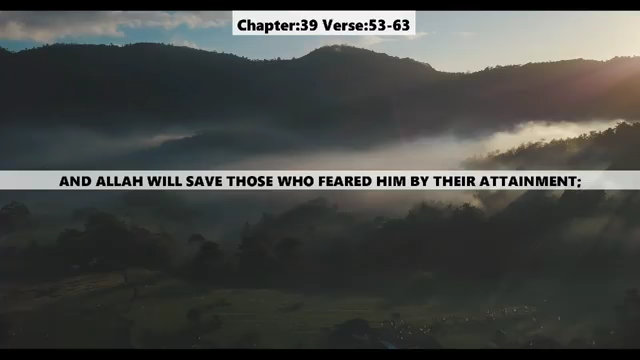 Chapter:39 Verse:53-63
AND ALLAH WILL SAVE THOSE WHO FEARED HIM BY THEIR ATTAINMENT;